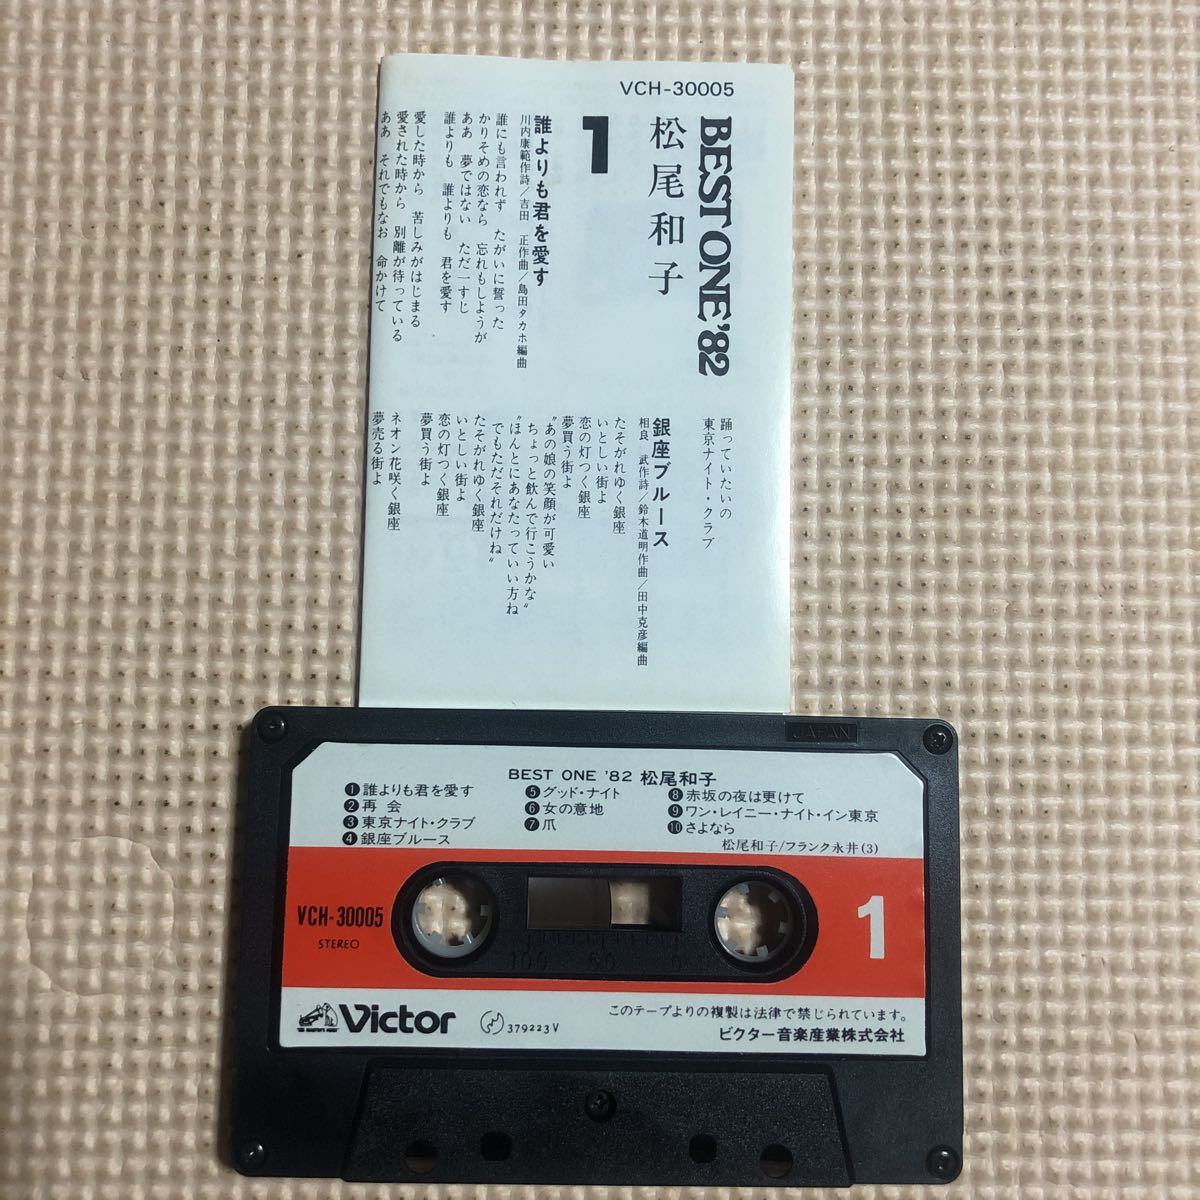 VCH-30005
BEST ONE '82
松尾和子
1
誰よりも君を愛す
川内康範作詩/吉田 正作曲/島田タカホ編曲
誰にも言われず たがいに誓った
かりそめの恋なら 忘れもしようが
ああ 夢ではない ただ一すじ
誰よりも 誰よりも 君を愛す
愛した時から 苦しみがはじまる
愛された時から 別離が待っている
ああ それでもなお 命かけて
踊っていたいの
東京ナイト・クラブ
銀座ブルース
相良 武作詩/鈴木道明作曲/田中克彦編曲
たそがれゆく銀座
いとしい街よ
恋の灯つく銀座
夢買う街よ
"あの娘の笑顔が可愛い
ちょっと飲んで行こうかな"
"ほんとにあなたっていい方ね
でもただそれだけね"
たそがれゆく銀座
いとしい街よ
恋の灯つく銀座
夢買う街よ
ネオン花咲く銀座
夢売る街よ
JAPAN
BEST ONE '82 松尾和子
❶誰よりも君を愛す
❷再 会
❸東京ナイト・クラブ
❹銀座ブルース
❺グッド・ナイト
❻女の意地
❼爪
❽赤坂の夜は更けて
❾ワン・レイニー・ナイト・イン東京
❿さよなら
松尾和子/フランク永井(3)
VCH-30005
STEREO
100 50 0
1
Victor
379223V
このテープよりの複製は法律で禁じられています。
ビクター音楽産業株式会社